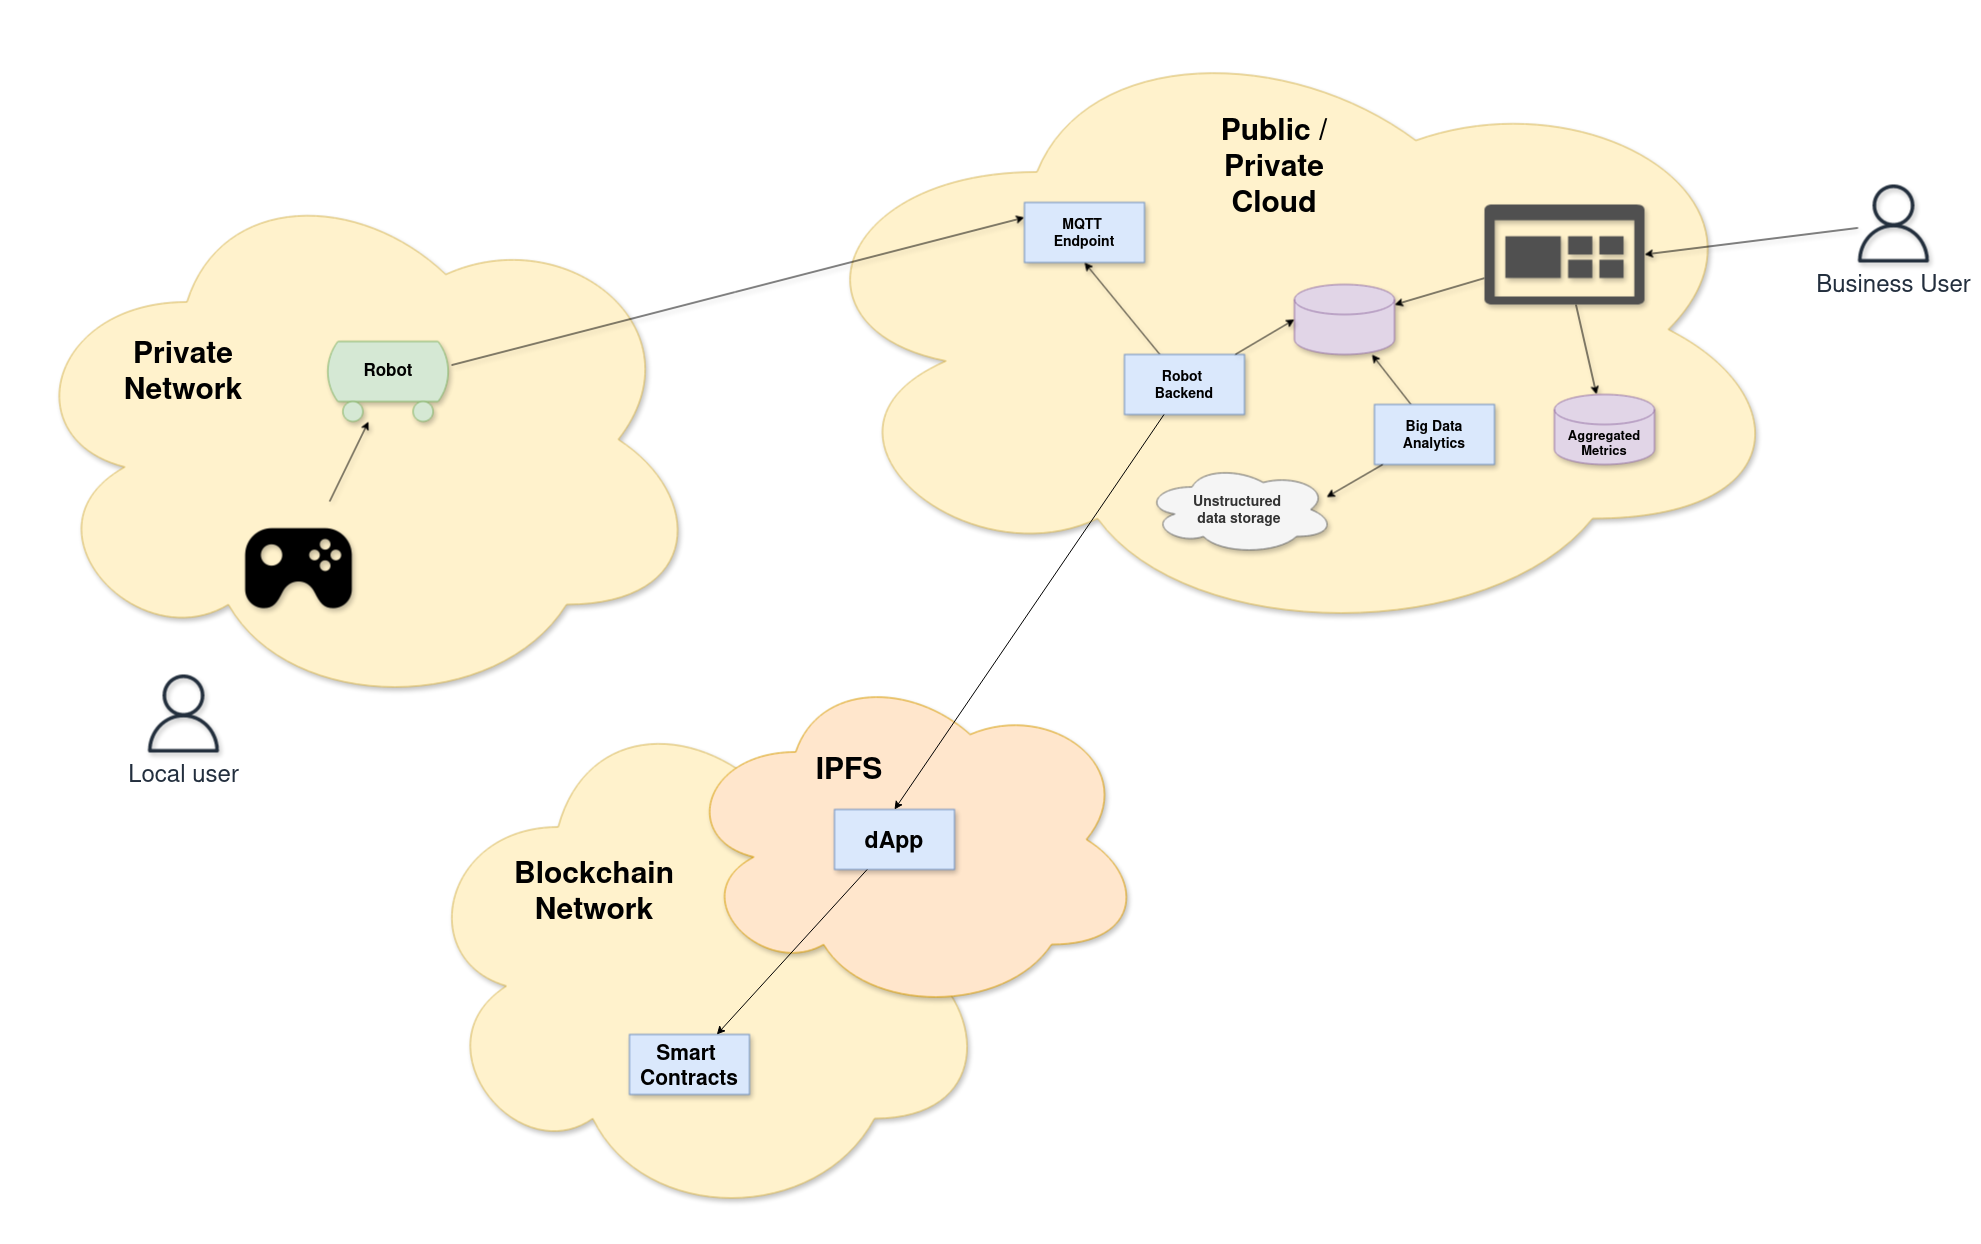 Public /
Private
Cloud
MQTT
Endpoint
Business User
Private
Network
Robot
Robot
Backend
Big Data
Analytics
Aggregated
Metrics
Unstructured
data storage
Local user
IPFS
dApp
Blockchain
Network
Smart
Contracts